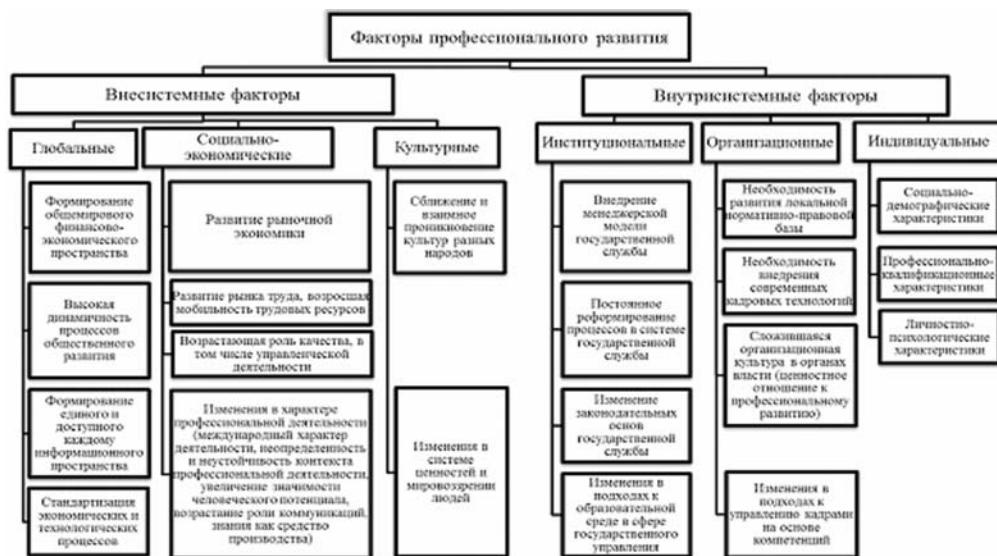 Факторы профессионального развития
Внесистемные факторы
Глобальные
Формирование
общемирового
финансово-
экономического
пространства
Высокая
динамичность
процессов
общественного
развития
Формирование
единого и
доступного
каждому
информационного
пространства
Стандартизация
экономических и
технологических
процессов
Социально-
экономические
Развитие рыночной
экономики
Развитие рынка труда, возросшая
мобильность трудовых ресурсов
Возрастающая роль качества, в
том числе управленческой
деятельности
Изменения в характере
профессиональной деятельности
(международный характер
деятельности, неопределенность
и неустойчивость контекста
профессиональной деятельности,
увеличение значимости
человеческого потенциала,
возрастание роли коммуникаций,
знания как средство
производства)
Культурные
Сближение и
взаимное
проникновение
культур разных
народов
Изменения в
системе
ценностей и
мировоззрении
людей
Внутрисистемные факторы
Институциональные
Внедрение
менеджерской
модели
государственной
службы
Постоянное
реформирование
процессов в системе
государственной
службы
Изменение
законодательных
основ
государственной
службы
Изменения в
подходах к
образовательной
среде в сфере
государственного
управления
Организационные
Необходимость
развития локальной
нормативно-правовой
базы
Необходимость
внедрения
современных
кадровых технологий
Сложившаяся
организационная
культура в органах
власти (ценностное
отношение к
профессиональному
развитию)
Изменения в
подходах к
управлению кадрами
на основе
компетенций
Индивидуальные
Социально-
демографические
характеристики
Профессионально-
квалификационные
характеристики
Личностно-
психологические
характеристики